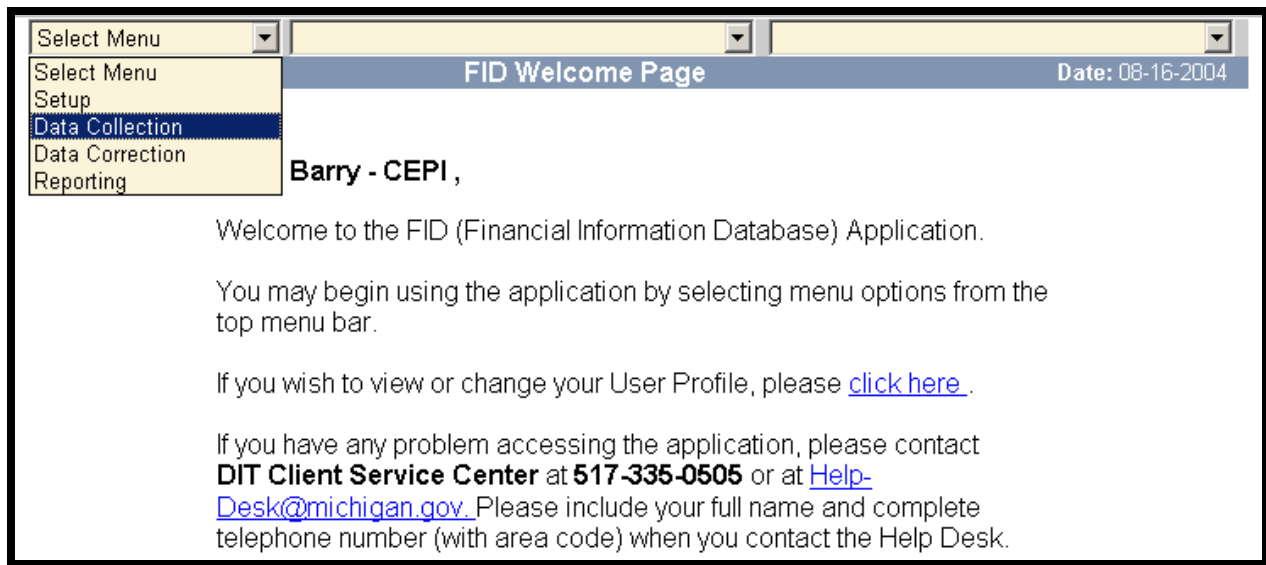 Select Menu
Select Menu
Setup
Data Collection
Data Correction
Reporting
FID Welcome Page
Date: 08-16-2004
Barry - CEPI ,
Welcome to the FID (Financial Information Database) Application.
You may begin using the application by selecting menu options from the
top menu bar.
If you wish to view or change your User Profile, please click here .
If you have any problem accessing the application, please contact
DIT Client Service Center at 517-335-0505 or at Help-
Desk@michigan.gov. Please include your full name and complete
telephone number (with area code) when you contact the Help Desk.